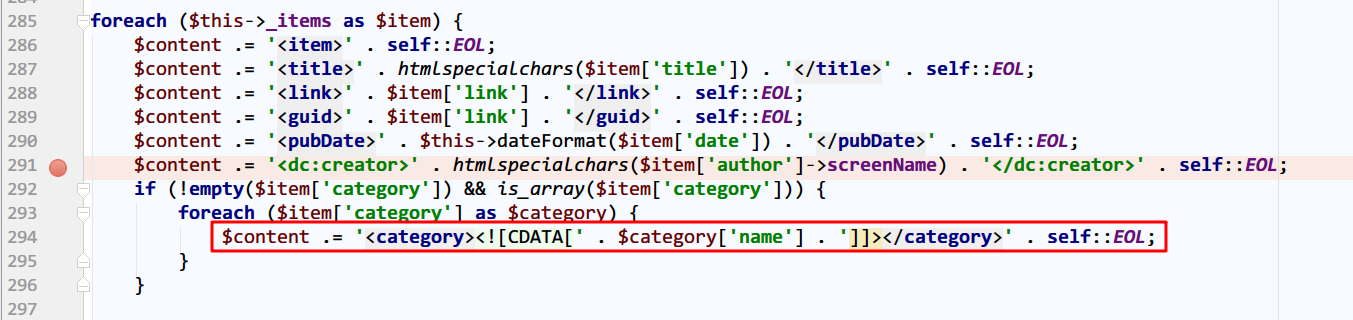 285 foreach ($this->_items as $item) {
286 $content .= '<item>' . self::EOL;
287 $content .= '<title>' . htmlspecialchars($item['title']) . '</title>' . self::EOL;
288 $content .= '<link>' . $item['link'] . '</link>' . self::EOL;
289 $content .= '<guid>' . $item['link'] . '</guid>' . self::EOL;
290 $content .= '<pubDate>' . $this->dateFormat($item['date']) . '</pubDate>' . self::EOL;
291 $content .= '<dc:creator>' . htmlspecialchars($item['author']->screenName) . '</dc:creator>' . self::EOL;
292 if (!empty($item['category']) && is_array($item['category'])) {
293 foreach ($item['category'] as $category) {
294 $content .= '<category><![CDATA[' . $category['name'] . ']]></category>' . self::EOL;
295 }
296 }
297